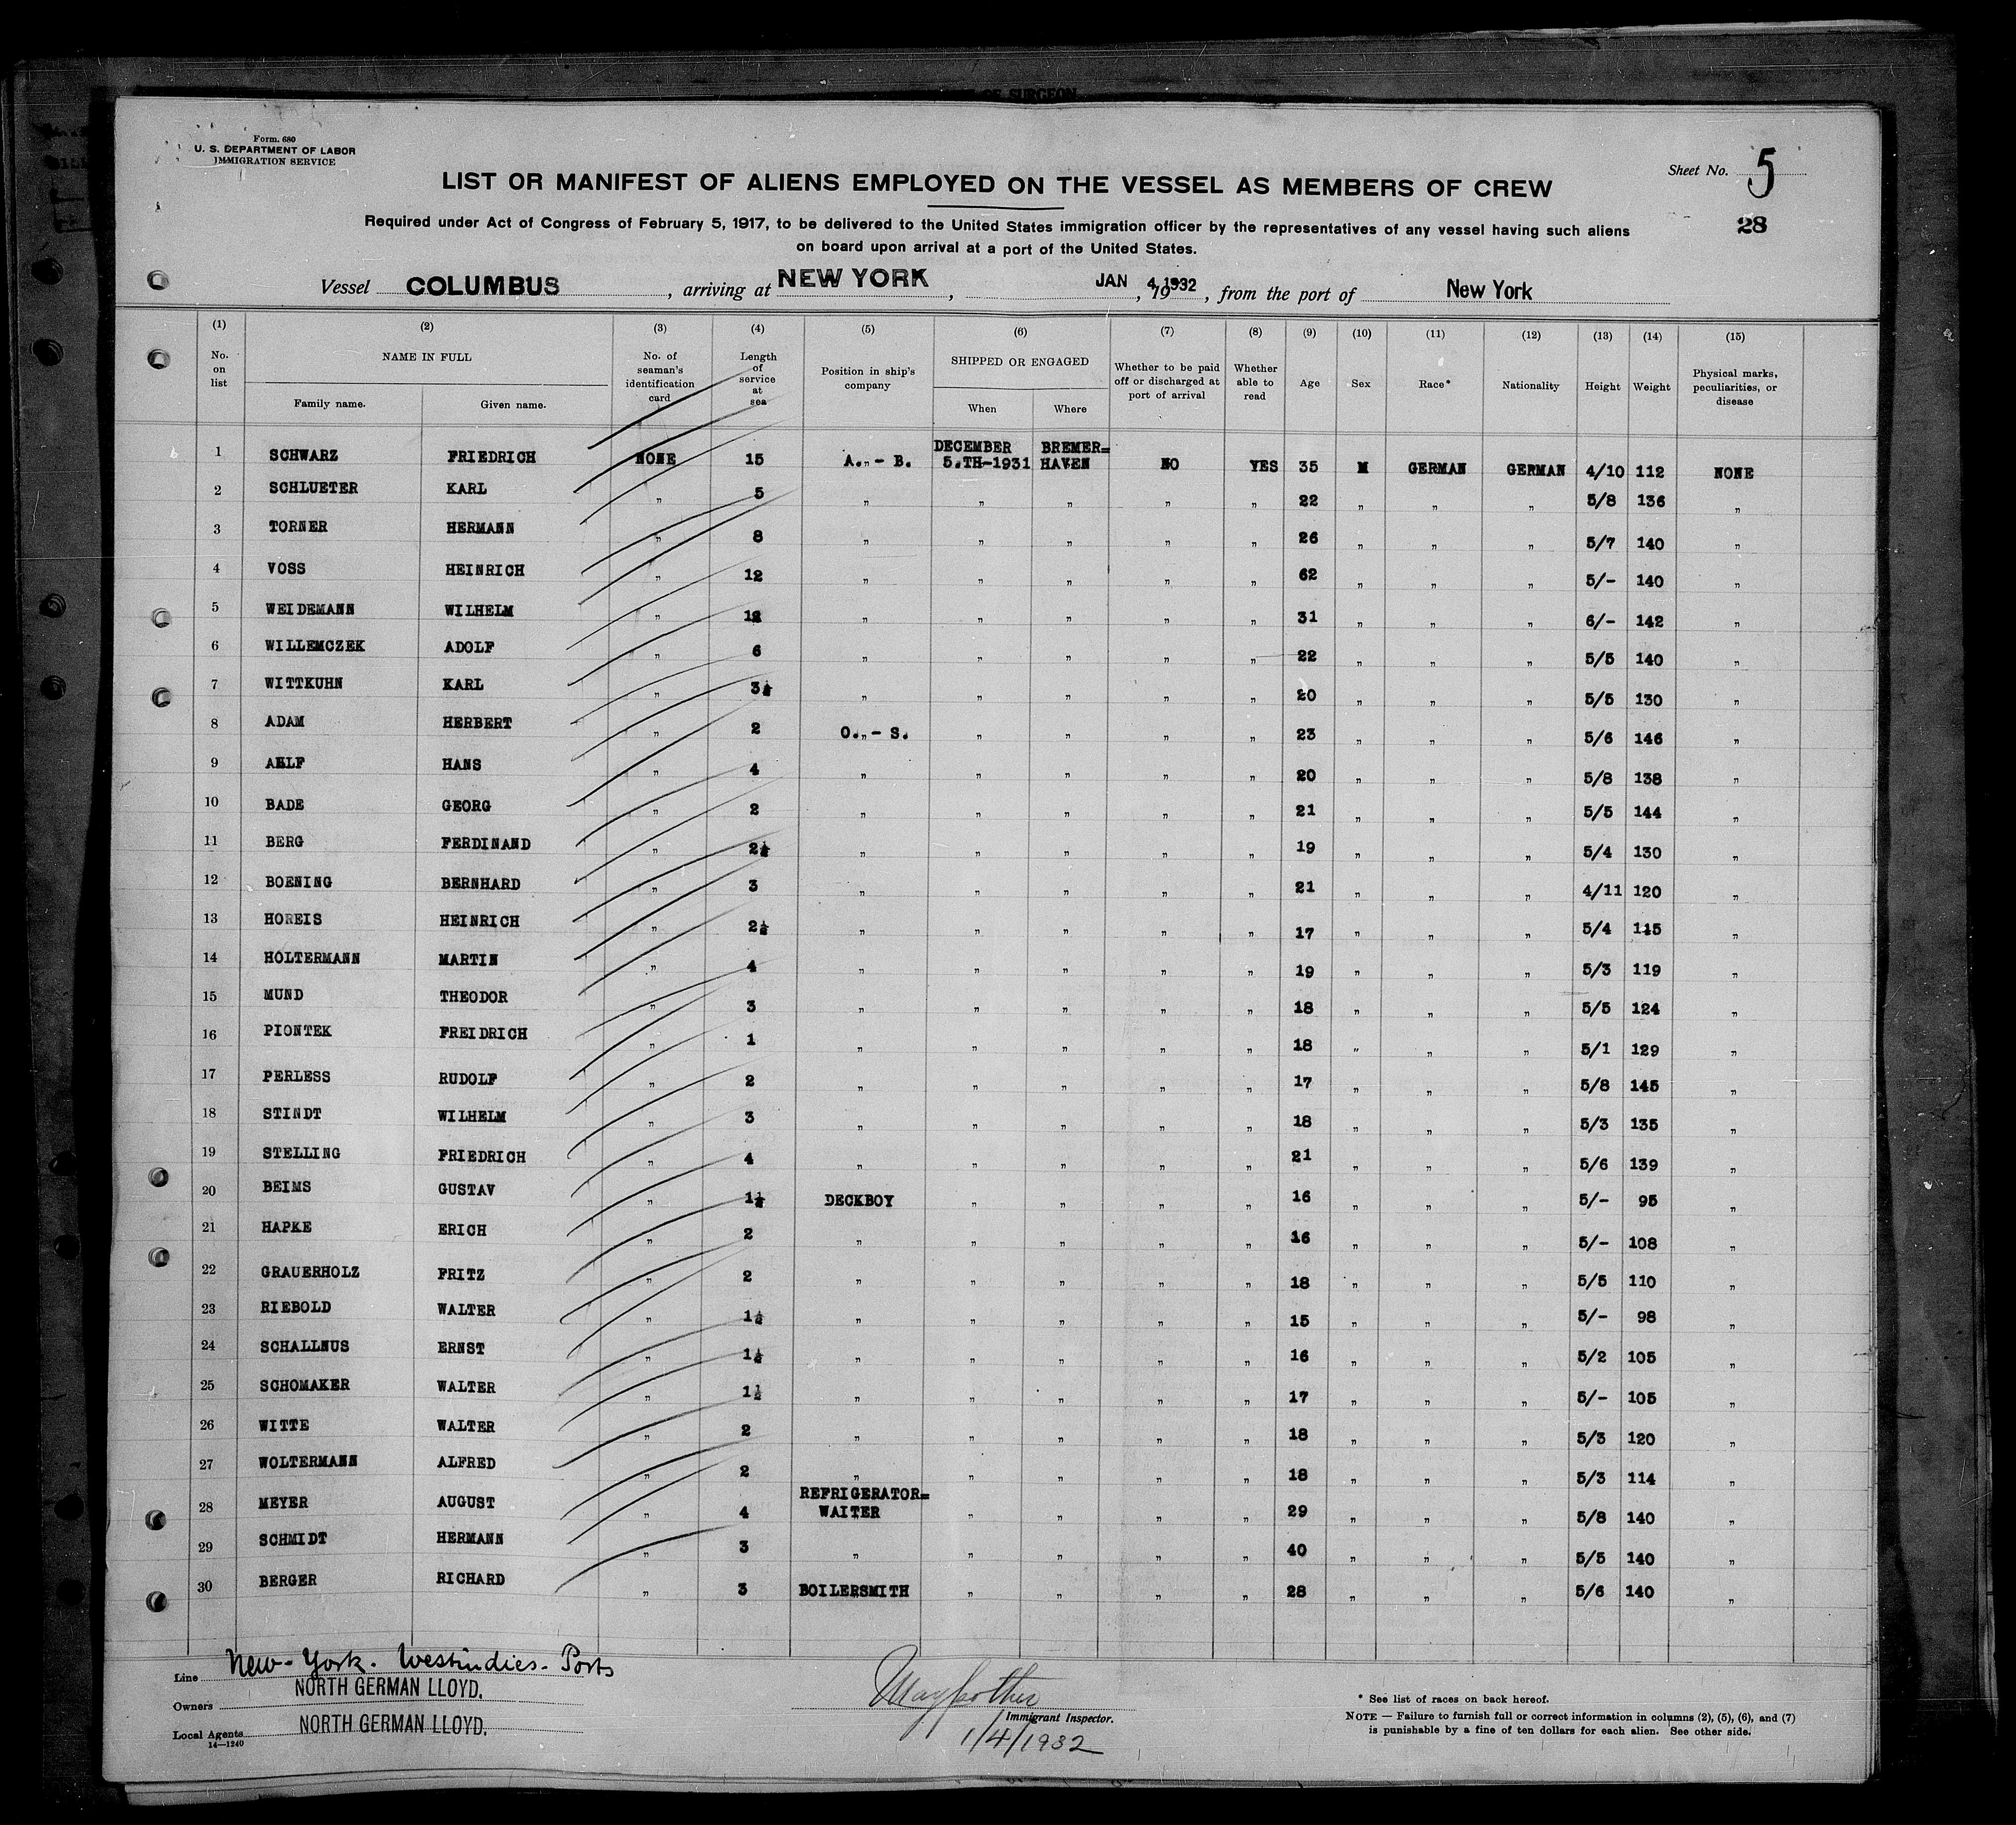 OF SURGEON
Form. 680
U. S. DEPARTMENT OF LABOR
IMMIGRATION SERVICE
Sheet No. 5
LIST OR MANIFEST OF ALIENS EMPLOYED ON THE VESSEL AS MEMBERS OF CREW
28
Required under Act of Congress of February 5, 1917, to be delivered to the United States immigration officer by the representatives of any vessel having such aliens
on board upon arrival at a port of the United States.
Vessel COLUMBUS, arriving at NEW YORK, JAN 4, 1932, 19, from the port of New York
(1) (2) (3) (4) (5) (6) (7) (8) (9) (10) (11) (12) (13) (14) (15)
No. on list NAME IN FULL Family name. Given name. No. of seaman's identification card Length of service at sea Position in ship's company SHIPPED OR ENGAGED When Where Whether to be paid off or discharged at port of arrival Whether able to read Age Sex Race* Nationality Height Weight Physical marks, peculiarities, or disease
1 SCHWARZ FRIEDRICH NONE 15 A.„- B. DECEMBER 5.TH-1931 BREMER= HAVEN NO YES 35 M GERMAN GERMAN 4/10 112 NONE
2 SCHLUETER KARL „ 5 „ „ „ „ „ 22 „ „ „ 5/8 136 „
3 TORNER HERMANN „ 8 „ „ „ „ „ 26 „ „ „ 5/7 140 „
4 VOSS HEINRICH „ 12 „ „ „ „ „ 62 „ „ „ 5/- 140 „
5 WEIDEMANN WILHELM „ 12 „ „ „ „ „ 31 „ „ „ 6/- 142 „
6 WILLEMCZEK ADOLF „ 6 „ „ „ „ „ 22 „ „ „ 5/5 140 „
7 WITTKUHN KARL „ 3½ „ „ „ „ „ 20 „ „ „ 5/5 130 „
8 ADAM HERBERT „ 2 O.„- S. „ „ „ „ 23 „ „ „ 5/6 146 „
9 AELF HANS „ 4 „ „ „ „ „ 20 „ „ „ 5/8 138 „
10 BADE GEORG „ 2 „ „ „ „ „ 21 „ „ „ 5/5 144 „
11 BERG FERDINAND „ 2½ „ „ „ „ „ 19 „ „ „ 5/4 130 „
12 BOENING BERNHARD „ 3 „ „ „ „ „ 21 „ „ „ 4/11 120 „
13 HOREIS HEINRICH „ 2½ „ „ „ „ „ 17 „ „ „ 5/4 115 „
14 HOLTERMANN MARTIN „ 4 „ „ „ „ „ 19 „ „ „ 5/3 119 „
15 MUND THEODOR „ 3 „ „ „ „ „ 18 „ „ „ 5/5 124 „
16 PIONTEK FREIDRICH „ 1 „ „ „ „ „ 18 „ „ „ 5/1 129 „
17 PERLESS RUDOLF „ 2 „ „ „ „ „ 17 „ „ „ 5/8 145 „
18 STINDT WILHELM „ 3 „ „ „ „ „ 18 „ „ „ 5/3 135 „
19 STELLING FRIEDRICH „ 4 „ „ „ „ „ 21 „ „ „ 5/6 139 „
20 BEIMS GUSTAV „ 1½ DECKBOY „ „ „ „ 16 „ „ „ 5/- 95 „
21 HAPKE ERICH „ 2 „ „ „ „ „ 16 „ „ „ 5/- 108 „
22 GRAUERHOLZ FRITZ „ 2 „ „ „ „ „ 18 „ „ „ 5/5 110 „
23 RIEBOLD WALTER „ 1½ „ „ „ „ „ 15 „ „ „ 5/- 98 „
24 SCHALLNUS ERNST „ 1½ „ „ „ „ „ 16 „ „ „ 5/2 105 „
25 SCHOMAKER WALTER „ 1½ „ „ „ „ „ 17 „ „ „ 5/- 105 „
26 WITTE WALTER „ 2 „ „ „ „ „ 18 „ „ „ 5/3 120 „
27 WOLTERMANN ALFRED „ 2 „ „ „ „ „ 18 „ „ „ 5/3 114 „
28 MEYER AUGUST „ 4 REFRIGERATOR= WAITER „ „ „ „ 29 „ „ „ 5/8 140 „
29 SCHMIDT HERMANN „ 3 „ „ „ „ „ 40 „ „ „ 5/5 140 „
30 BERGER RICHARD „ 3 BOILERSMITH „ „ „ „ 28 „ „ „ 5/6 140 „
Line New-York. Westindies-Ports
Owners NORTH GERMAN LLOYD.
Local Agents NORTH GERMAN LLOYD.
14—1240
Immigrant Inspector.
1/4/1932
* See list of races on back hereof.
NOTE — Failure to furnish full or correct information in columns (2), (5), (6), and (7)
is punishable by a fine of ten dollars for each alien. See other side.